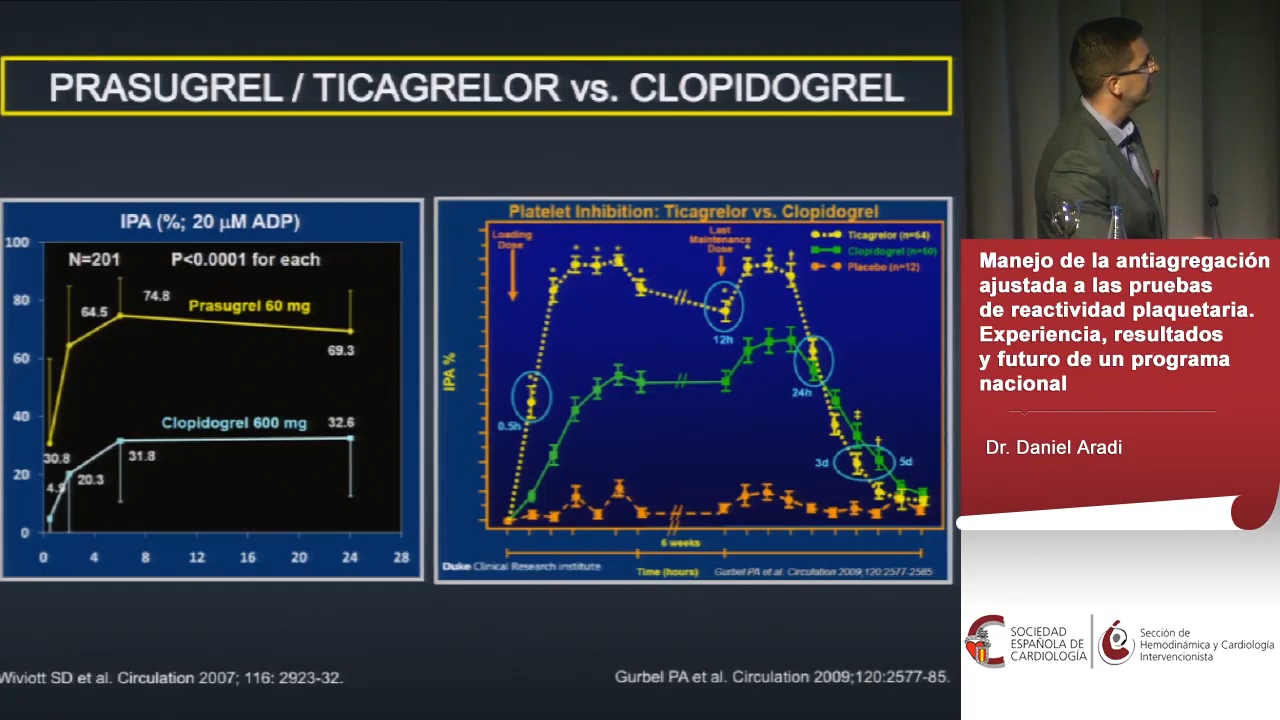 PRASUGREL / TICAGRELOR vs. CLOPIDOGREL
IPA (%; 20 µM ADP)
N=201 P<0.0001 for each
100
80
60
40
20
0
0 4 8 12 16 20 24 28
64.5
74.8
Prasugrel 60 mg
69.3
Clopidogrel 600 mg
32.6
30.8
4.9
20.3
31.8
Platelet Inhibition: Ticagrelor vs. Clopidogrel
Loading
Dose
Last
Maintenance
Dose
Ticagrelor (n=54)
Clopidogrel (n=50)
Placebo (n=12)
IPA %
0.5h
12h
24h
3d
5d
6 weeks
Duke Clinical Research Institute
Time (hours)
Gurbel PA et al. Circulation 2009;120:2577-2585
Wiviott SD et al. Circulation 2007; 116: 2923-32.
Gurbel PA et al. Circulation 2009;120:2577-85.
Manejo de la antiagregación
ajustada a las pruebas
de reactividad plaquetaria.
Experiencia, resultados
y futuro de un programa
nacional
Dr. Daniel Aradi
SOCIEDAD
ESPAÑOLA DE
CARDIOLOGÍA
Sección de
Hemodinámica y Cardiología
Intervencionista